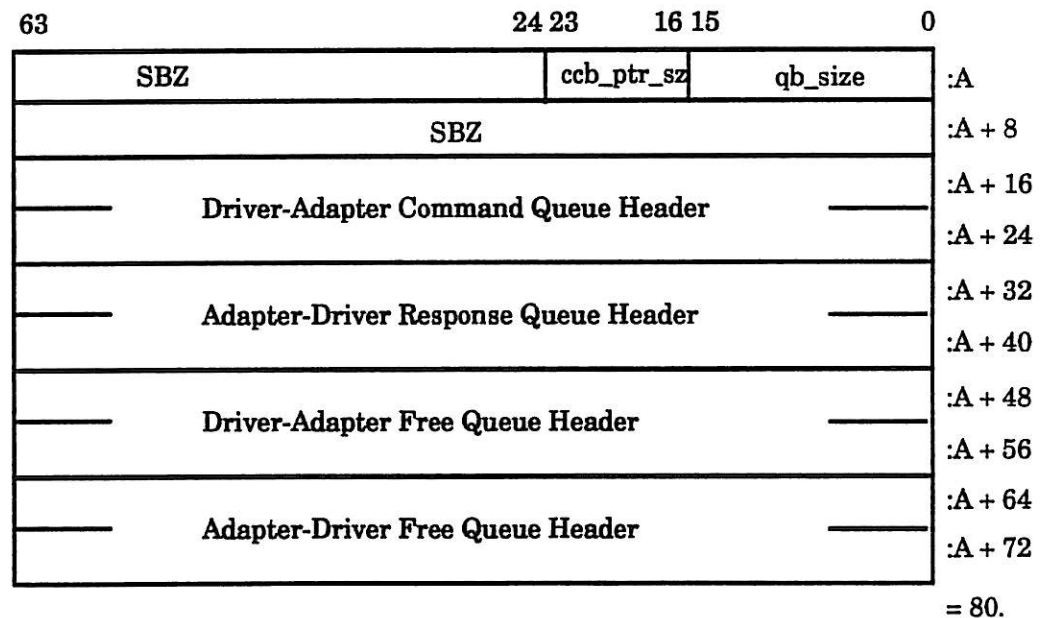 63 24 23 16 15 0
SBZ ccb_ptr_sz qb_size :A
SBZ :A + 8
:A + 16
Driver-Adapter Command Queue Header
:A + 24
:A + 32
Adapter-Driver Response Queue Header
:A + 40
:A + 48
Driver-Adapter Free Queue Header
:A + 56
:A + 64
Adapter-Driver Free Queue Header
:A + 72
= 80.